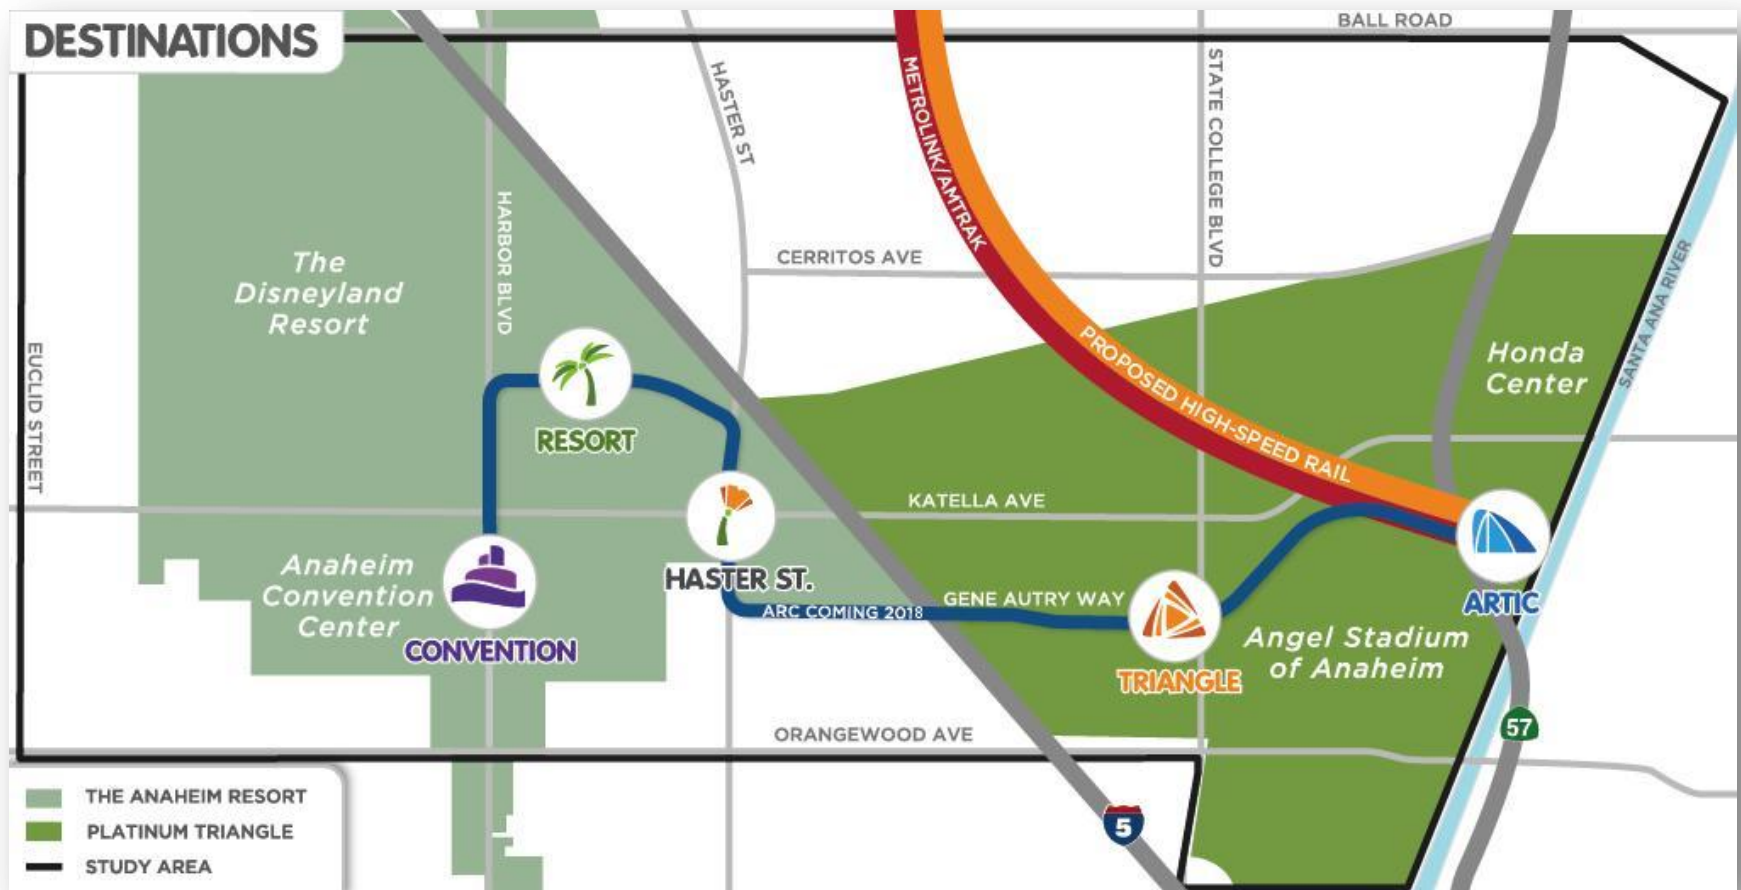 DESTINATIONS
BALL ROAD
HASTER ST
METROLINK/AMTRAK
STATE COLLEGE BLVD
HARBOR BLVD
CERRITOS AVE
The
Disneyland
Resort
SANTA ANA RIVER
EUCLID STREET
PROPOSED HIGH-SPEED RAIL
Honda
Center
RESORT
KATELLA AVE
Anaheim
Convention
Center
HASTER ST.
CONVENTION
ARC COMING 2018
GENE AUTRY WAY
ARTIC
TRIANGLE
Angel Stadium
of Anaheim
ORANGEWOOD AVE
57
5
THE ANAHEIM RESORT
PLATINUM TRIANGLE
STUDY AREA